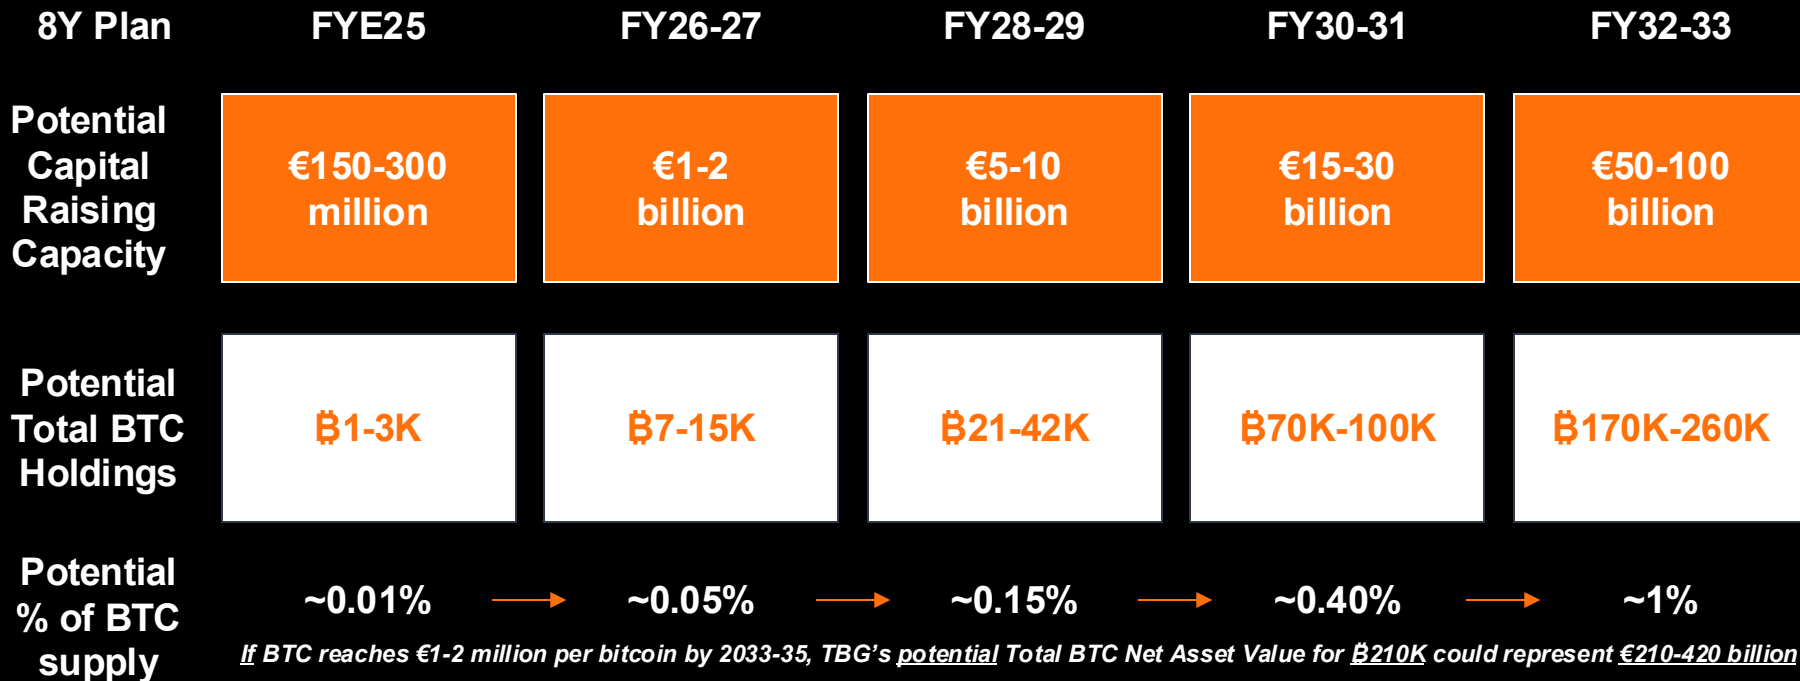 8Y Plan FYE25 FY26-27 FY28-29 FY30-31 FY32-33
Potential
Capital
Raising
Capacity
€150-300
million
€1-2
billion
€5-10
billion
€15-30
billion
€50-100
billion
Potential
Total BTC
Holdings
₿1-3K
₿7-15K
₿21-42K
₿70K-100K
₿170K-260K
Potential
% of BTC
supply
~0.01% → ~0.05% → ~0.15% → ~0.40% → ~1%
If BTC reaches €1-2 million per bitcoin by 2033-35, TBG's potential Total BTC Net Asset Value for ₿210K could represent €210-420 billion